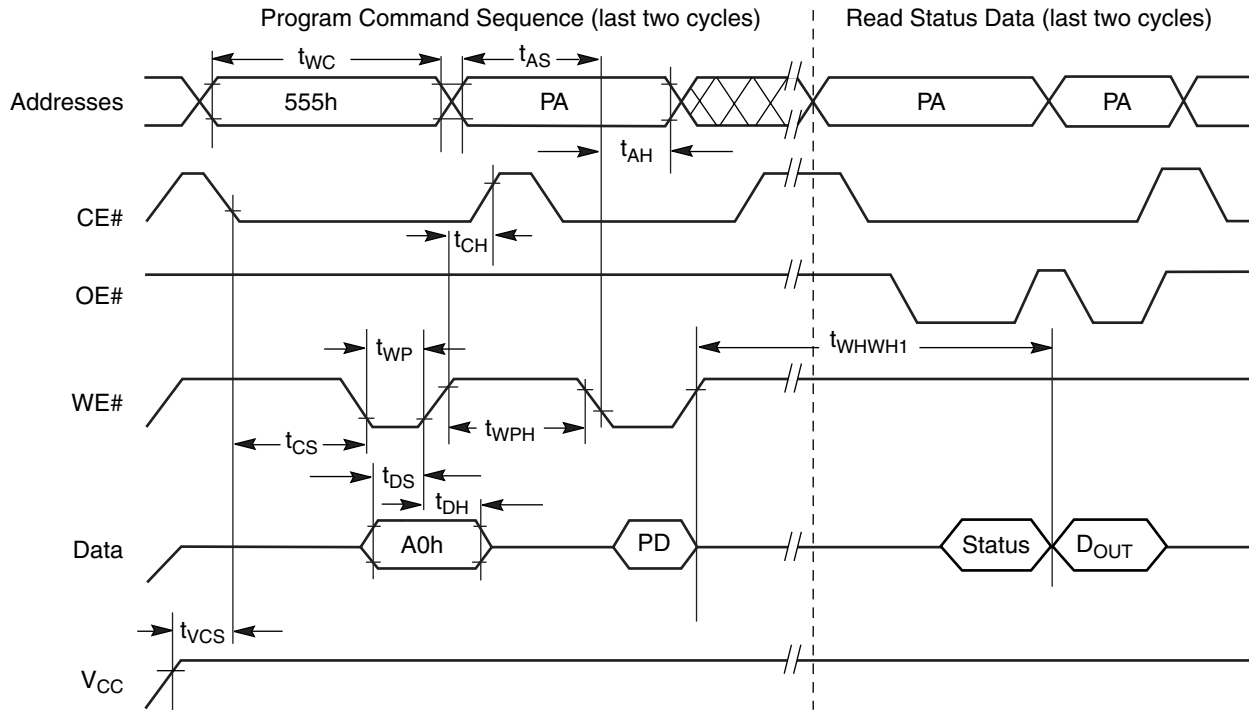 Program Command Sequence (last two cycles)
Read Status Data (last two cycles)
tWC
tAS
Addresses
555h
PA
PA
PA
tAH
CE#
tCH
OE#
tWP
tWHWH1
WE#
tCS
tWPH
tDS
tDH
Data
A0h
PD
Status
DOUT
tVCS
VCC